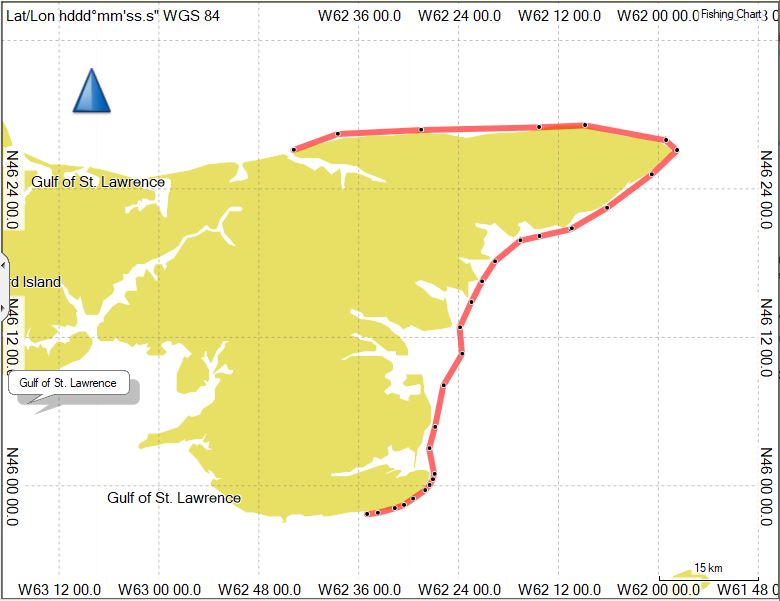 Lat/Lon hddd°mm'ss.s" WGS 84
W62 36 00.0 W62 24 00.0 W62 12 00.0 W62 00 00.0
Fishing Chart
N46 24 00.0
Gulf of St. Lawrence
N46 24 00.0
rd Island
N46 12 00.0
N46 12 00.0
Gulf of St. Lawrence
N46 00 00.0
Gulf of St. Lawrence
N46 00 00.0
15 km
W63 12 00.0 W63 00 00.0 W62 48 00.0 W62 36 00.0 W62 24 00.0 W62 12 00.0 W62 00 00.0 W61 48